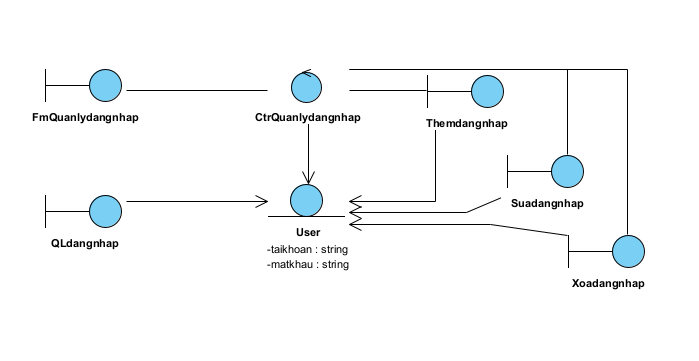 FmQuanlydangnhap
CtrQuanlydangnhap
Themdangnhap
Suadangnhap
QLdangnhap
User
-taikhoan : string
-matkhau : string
Xoadangnhap